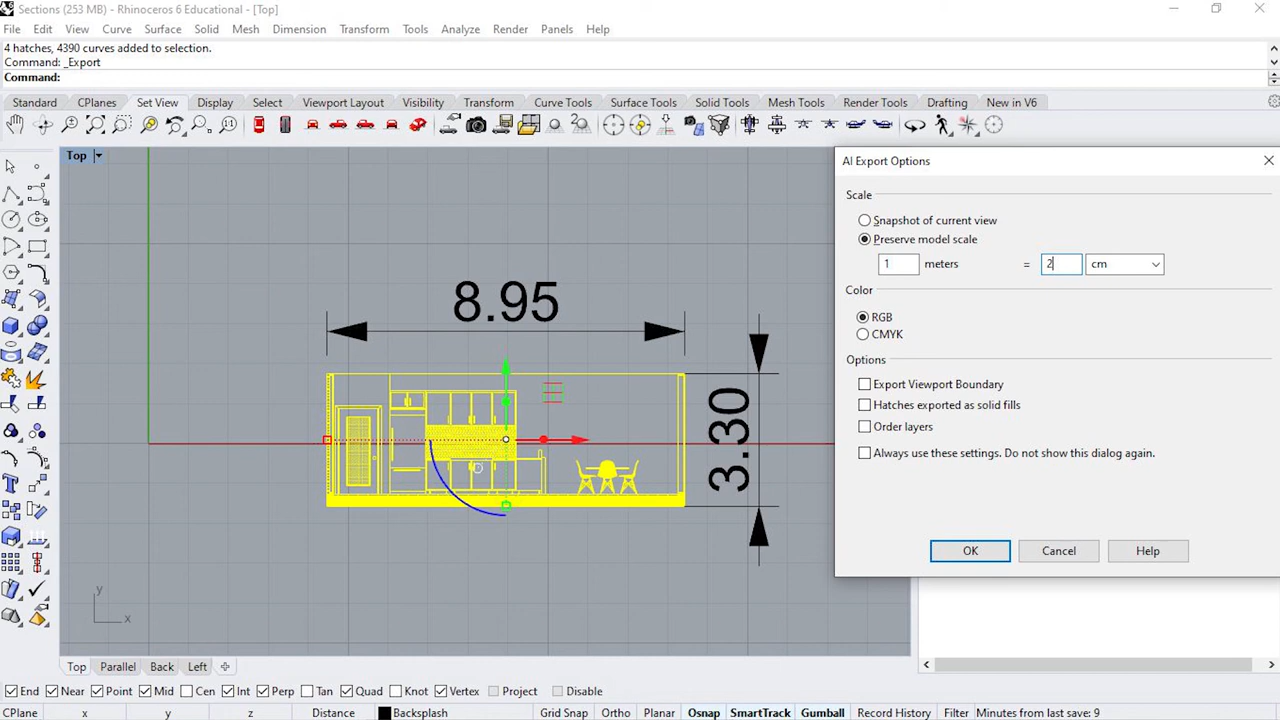 Sections (253 MB) - Rhinoceros 6 Educational - [Top]
File Edit View Curve Surface Solid Mesh Dimension Transform Tools Analyze Render Panels Help
4 hatches, 4390 curves added to selection.
Command: _Export
Command:
Standard CPlanes Set View Display Select Viewport Layout Visibility Transform Curve Tools Surface Tools Solid Tools Mesh Tools Render Tools Drafting New in V6
Top
8.95
3.30
y
x
AI Export Options
Scale
Snapshot of current view
Preserve model scale
1 meters = 2 cm
Color
RGB
CMYK
Options
Export Viewport Boundary
Hatches exported as solid fills
Order layers
Always use these settings. Do not show this dialog again.
OK Cancel Help
Top Parallel Back Left
End Near Point Mid Cen Int Perp Tan Quad Knot Vertex Project Disable
CPlane x y z Distance Backsplash Grid Snap Ortho Planar Osnap SmartTrack Gumball Record History Filter Minutes from last save: 9